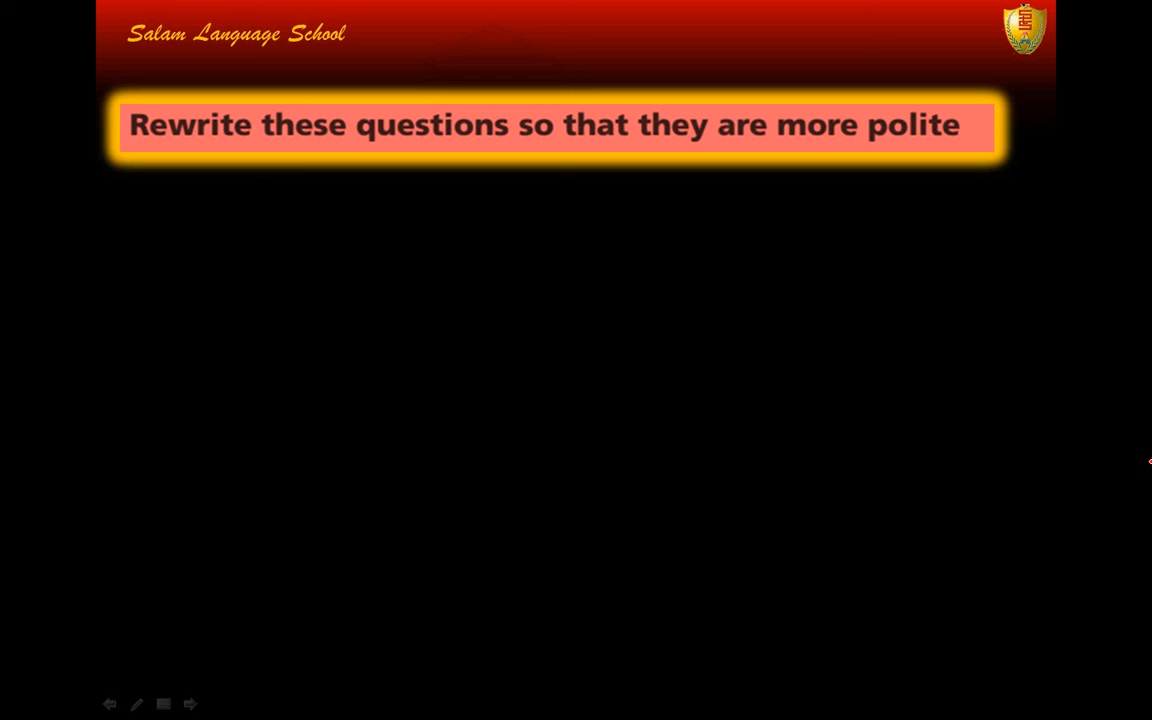 Salam Language School
Rewrite these questions so that they are more polite